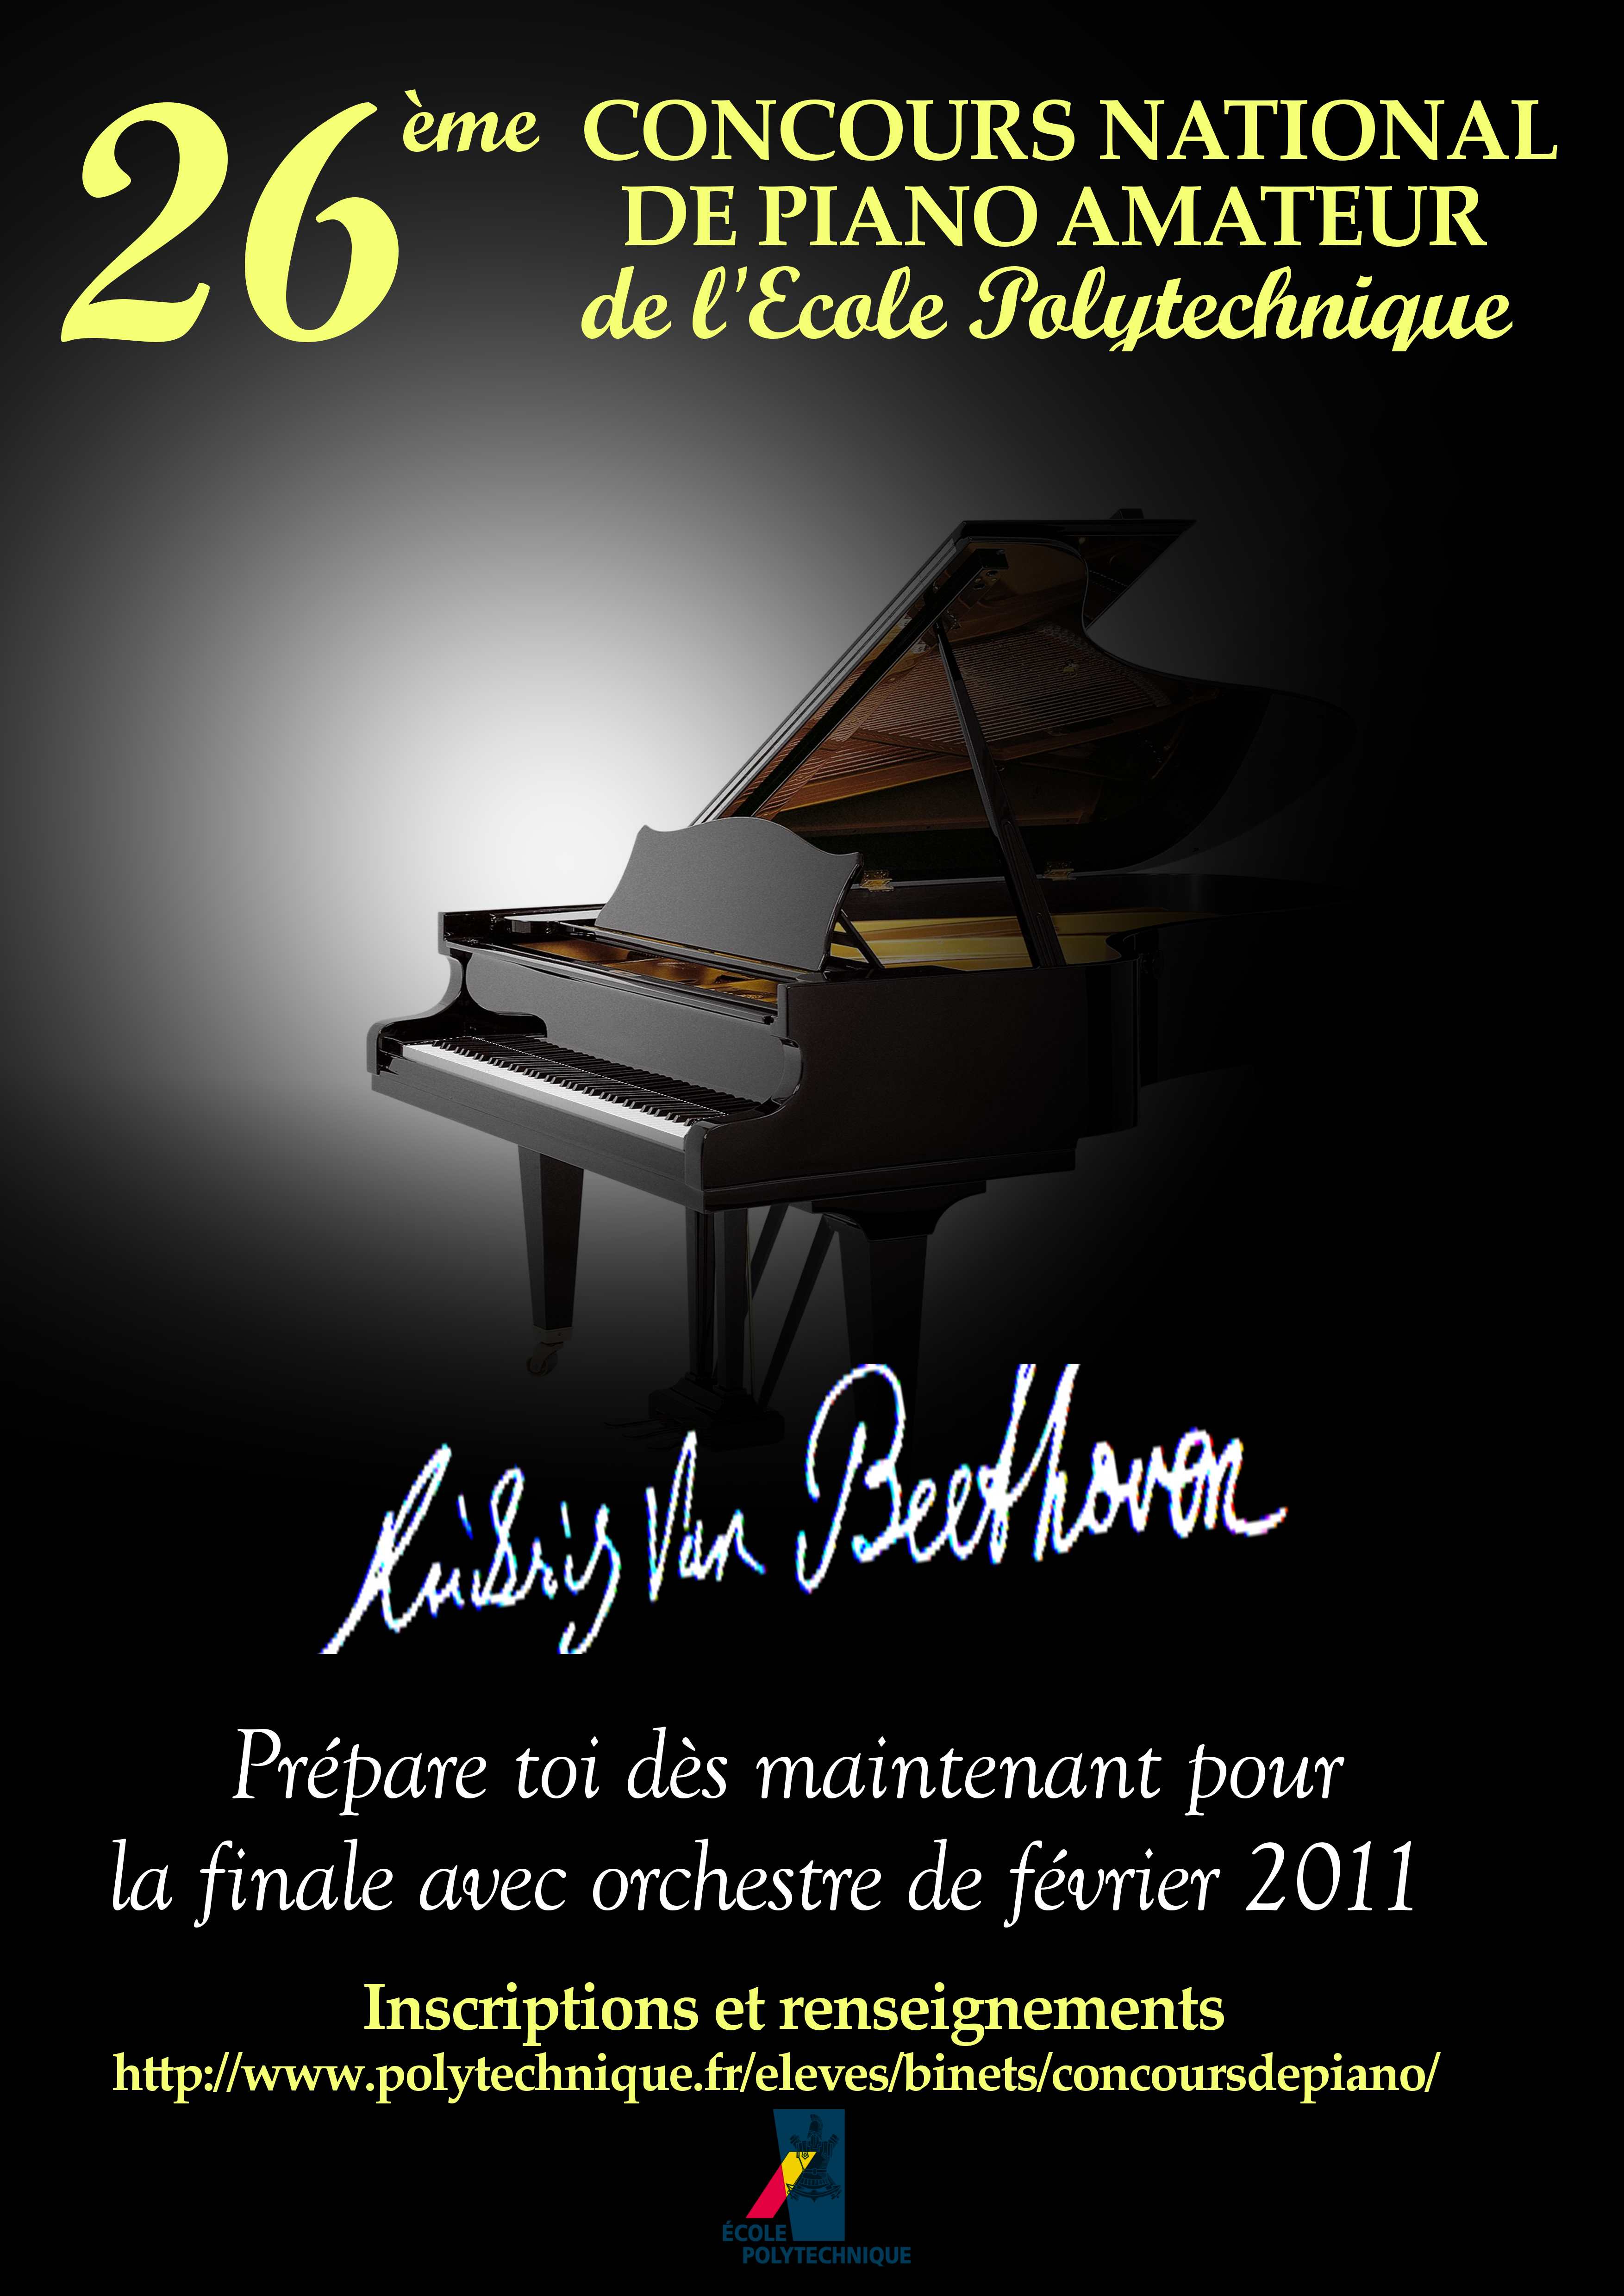 26ème CONCOURS NATIONAL
DE PIANO AMATEUR
de l'Ecole Polytechnique
Ludwig Van Beethoven
Prépare toi dès maintenant pour
la finale avec orchestre de février 2011
Inscriptions et renseignements
http://www.polytechnique.fr/eleves/binets/concoursdepiano/
ÉCOLE
POLYTECHNIQUE